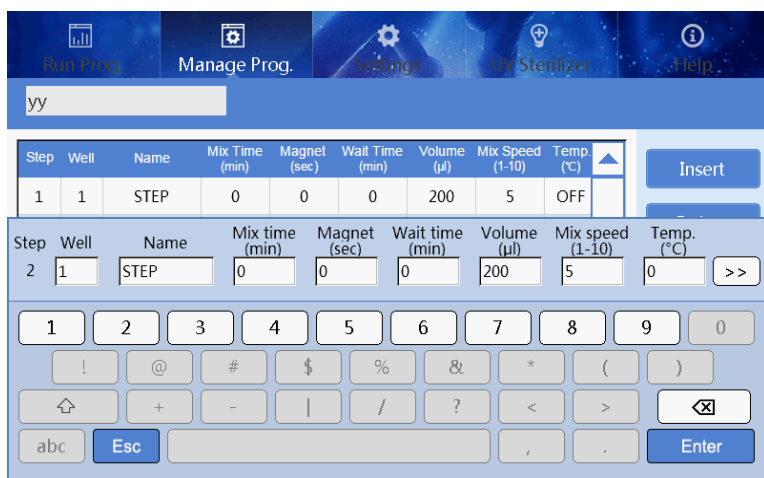 Run Prog. Manage Prog. Settings UV Sterilizer Help
yy
Step Well Name Mix Time (min) Magnet (sec) Wait Time (min) Volume (µl) Mix Speed (1-10) Temp. (℃)
Insert
1 1 STEP 0 0 0 200 5 OFF
Step Well Name Mix time (min) Magnet (sec) Wait time (min) Volume (µl) Mix speed (1-10) Temp. (°C)
2 1 STEP 0 0 0 200 5 0 >>
1 2 3 4 5 6 7 8 9 0
! @ # $ % & * ( )
+ - | / ? < >
abc Esc , . Enter